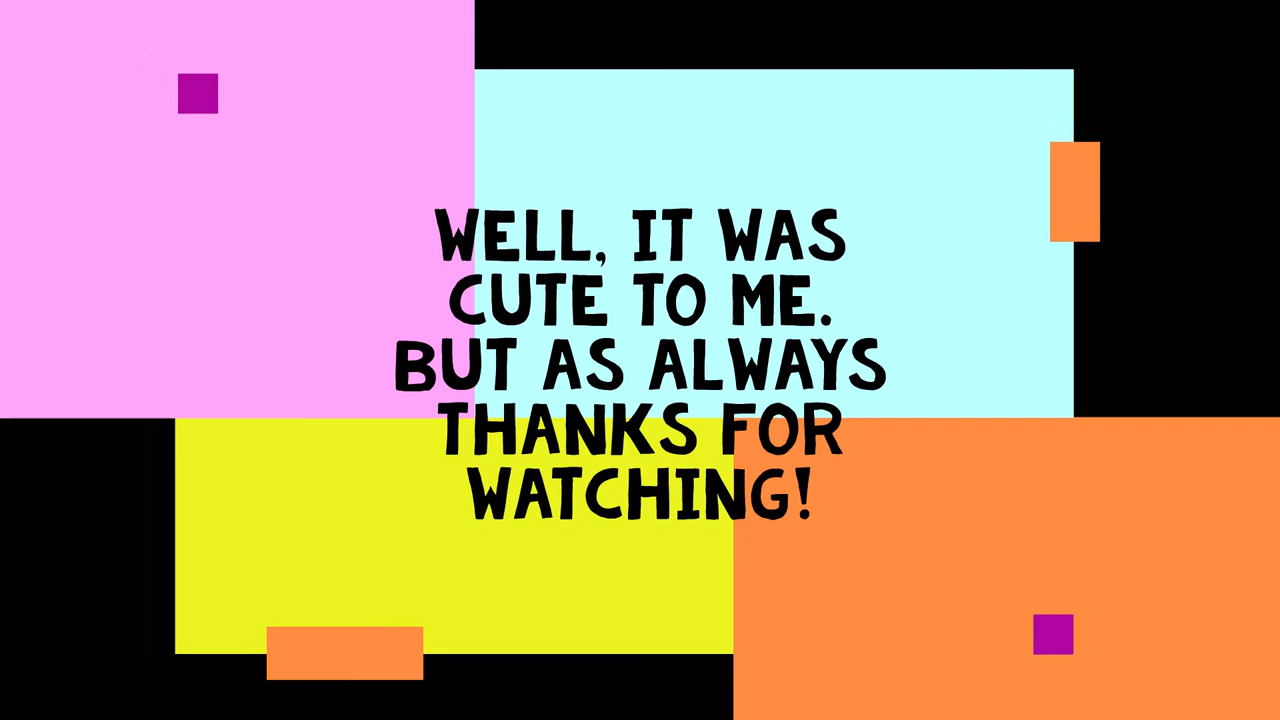 WELL, IT WAS
CUTE TO ME.
BUT AS ALWAYS
THANKS FOR
WATCHING!